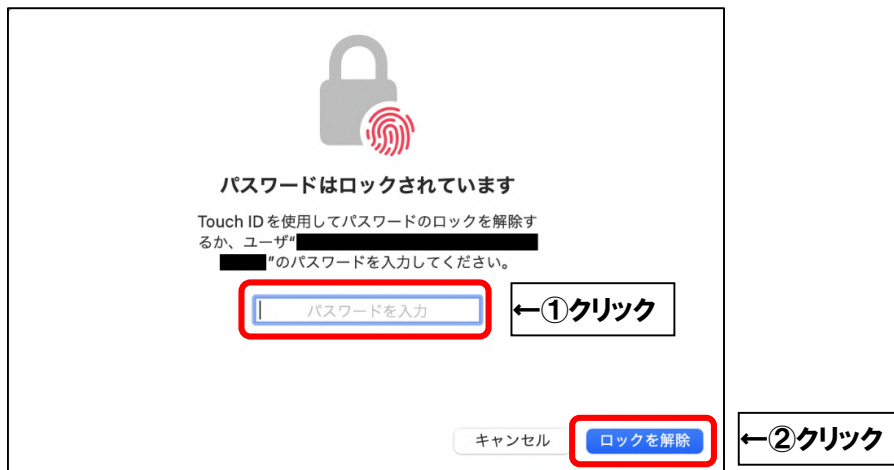 パスワードはロックされています
Touch IDを使用してパスワードのロックを解除す
るか、ユーザ"
"のパスワードを入力してください。
パスワードを入力
←①クリック
キャンセル
ロックを解除
←②クリック